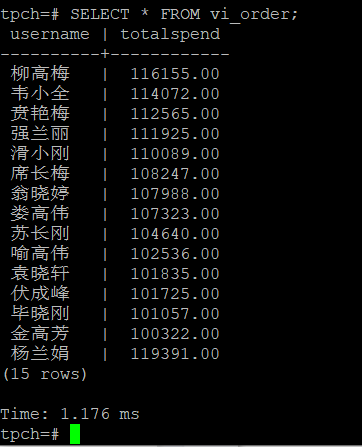 tpch=# SELECT * FROM vi_order;
 username | totalspend
----------+------------
 柳高梅   |  116155.00
 韦小全   |  114072.00
 贲艳梅   |  112565.00
 强兰丽   |  111925.00
 滑小刚   |  110089.00
 席长梅   |  108247.00
 翁晓婷   |  107988.00
 娄高伟   |  107323.00
 苏长刚   |  104640.00
 喻高伟   |  102536.00
 袁晓轩   |  101835.00
 伏成峰   |  101725.00
 毕晓刚   |  101057.00
 金高芳   |  100322.00
 杨兰娟   |  119391.00
(15 rows)
Time: 1.176 ms
tpch=#